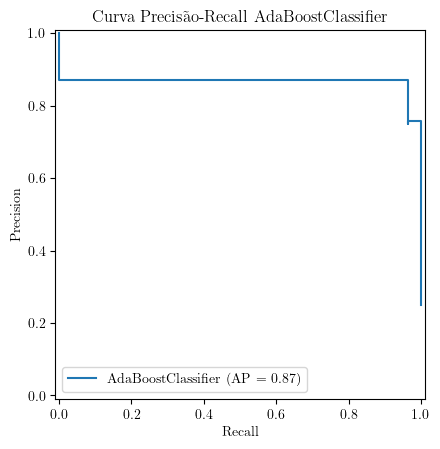 Curva Precisão-Recall AdaBoostClassifier
1.0
0.8
0.6
0.4
0.2
0.0
Precision
AdaBoostClassifier (AP = 0.87)
0.0 0.2 0.4 0.6 0.8 1.0
Recall